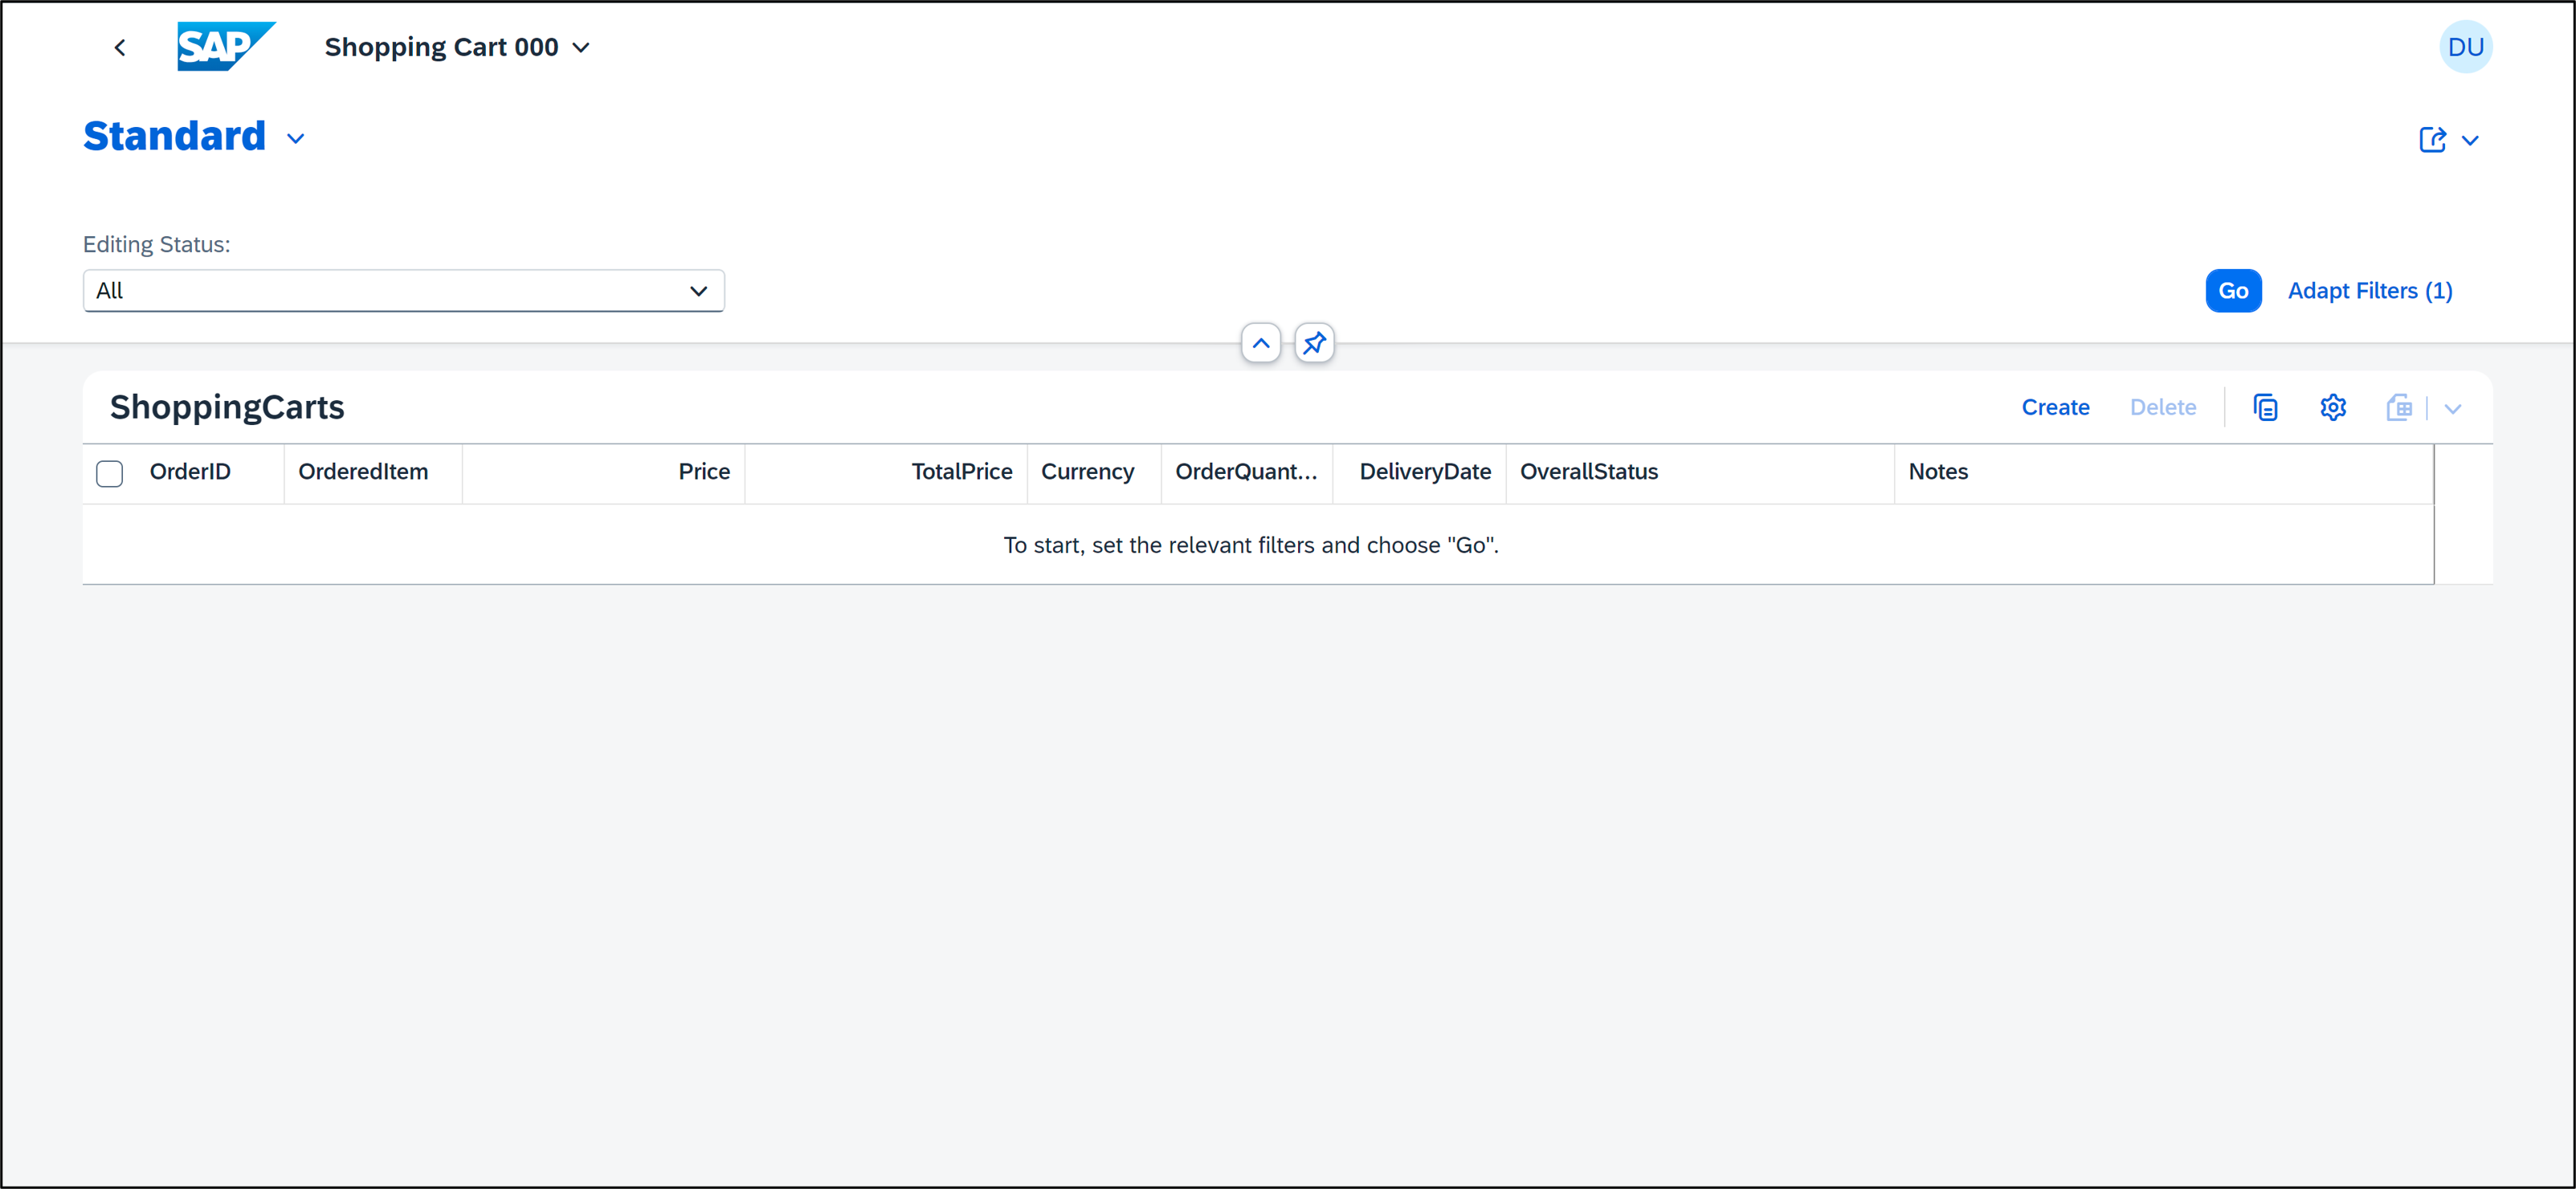 SAP Shopping Cart 000 DU
Standard
Editing Status:
All
Go Adapt Filters (1)
ShoppingCarts Create Delete
OrderID OrderedItem Price TotalPrice Currency OrderQuant... DeliveryDate OverallStatus Notes
To start, set the relevant filters and choose "Go".